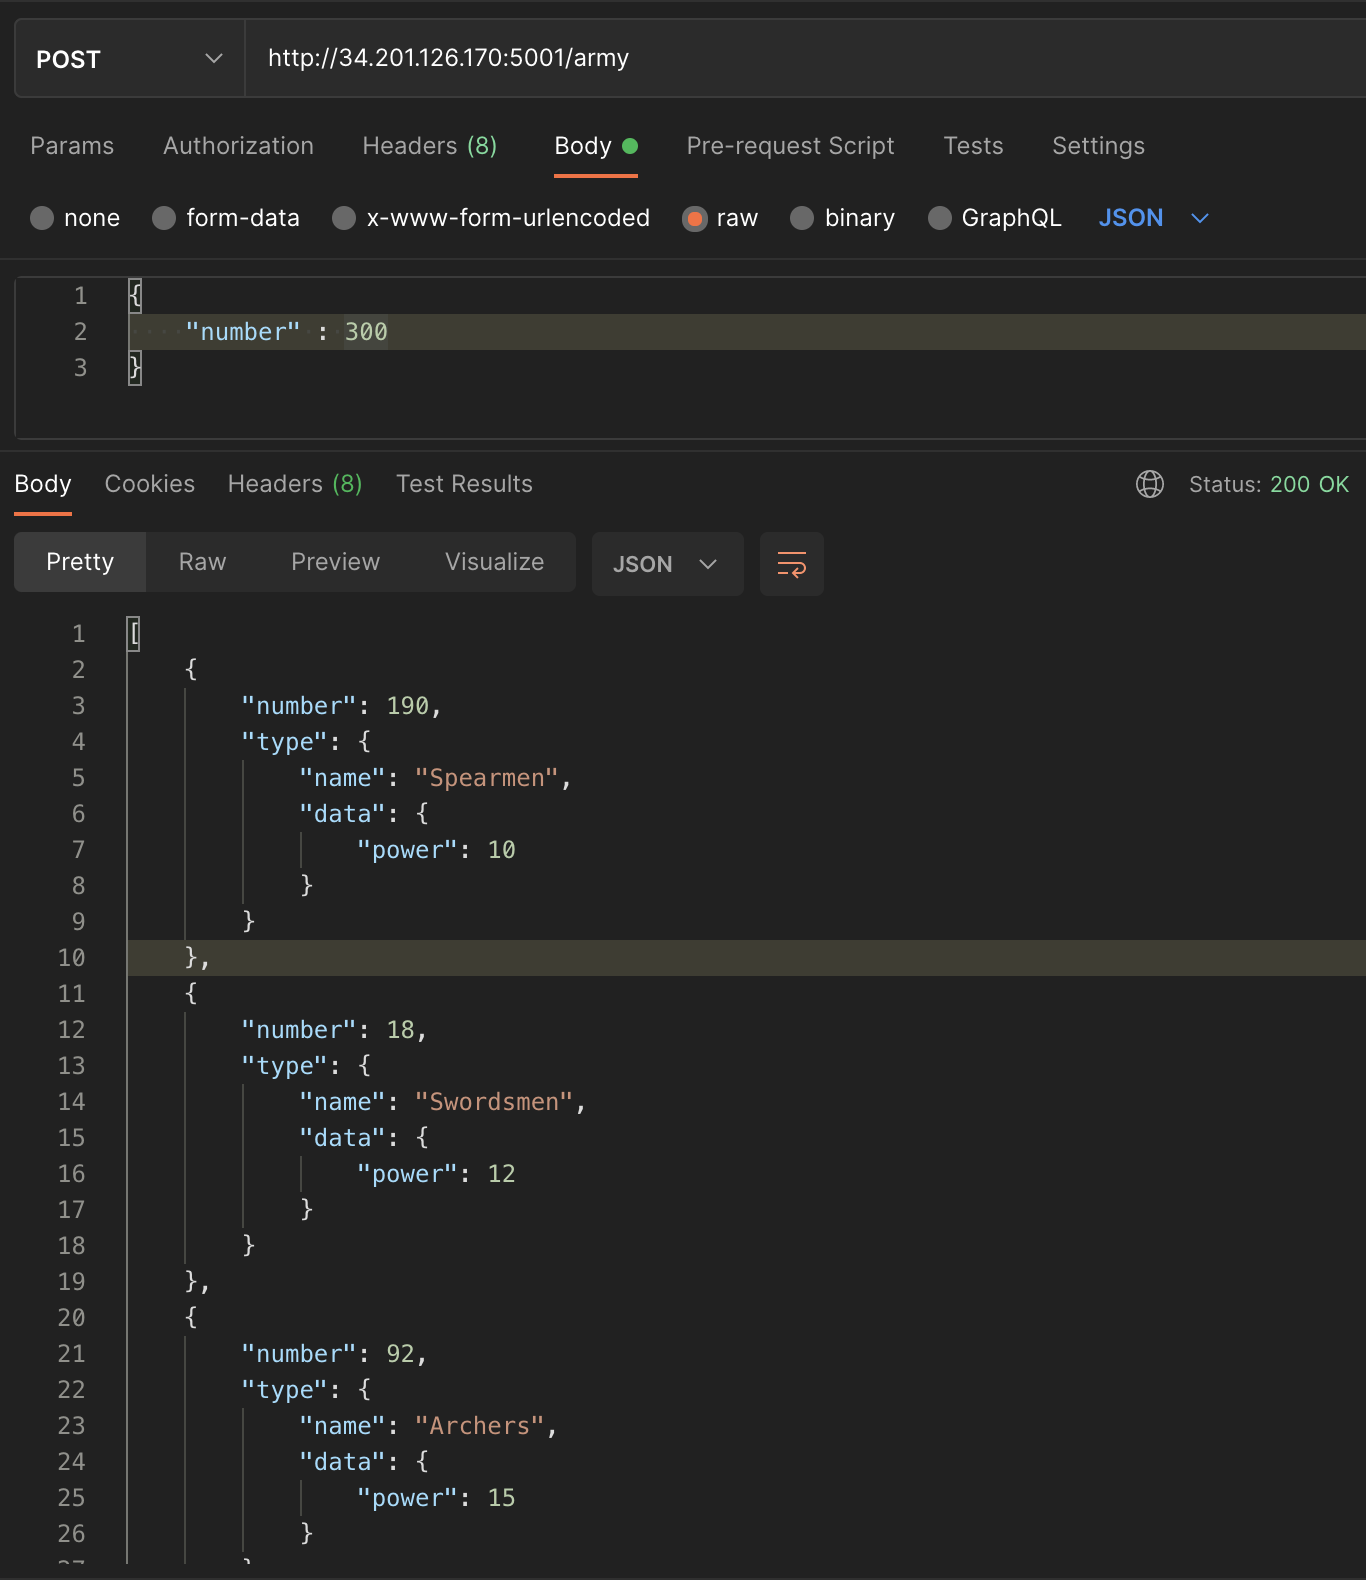 POST http://34.201.126.170:5001/army
Params Authorization Headers (8) Body Pre-request Script Tests Settings
none form-data x-www-form-urlencoded raw binary GraphQL JSON
1 {
2 "number" : 300
3 }
Body Cookies Headers (8) Test Results Status: 200 OK
Pretty Raw Preview Visualize JSON
1 [
2 {
3 "number": 190,
4 "type": {
5 "name": "Spearmen",
6 "data": {
7 "power": 10
8 }
9 }
10 },
11 {
12 "number": 18,
13 "type": {
14 "name": "Swordsmen",
15 "data": {
16 "power": 12
17 }
18 }
19 },
20 {
21 "number": 92,
22 "type": {
23 "name": "Archers",
24 "data": {
25 "power": 15
26 }